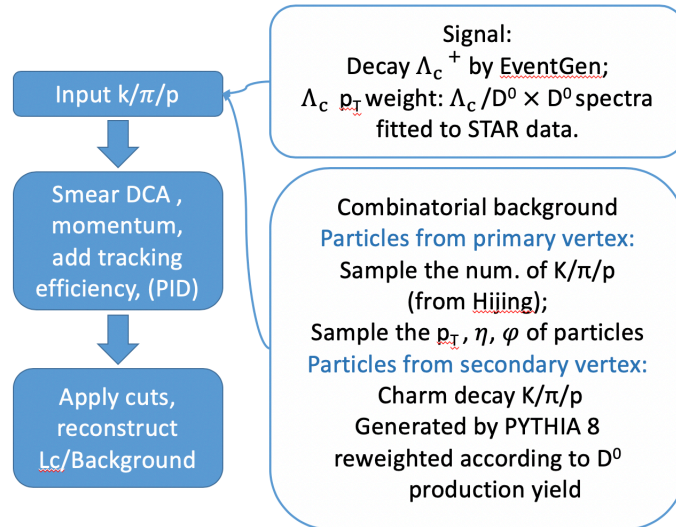 Input k/π/p
Smear DCA ,
momentum,
add tracking
efficiency, (PID)
Apply cuts,
reconstruct
Lc/Background
Signal:
Decay Λc + by EventGen;
Λc pT weight: Λc /D⁰ × D⁰ spectra
fitted to STAR data.
Combinatorial background
Particles from primary vertex:
Sample the num. of K/π/p
(from Hijing);
Sample the pT , η, φ of particles
Particles from secondary vertex:
Charm decay K/π/p
Generated by PYTHIA 8
reweighted according to D⁰
production yield